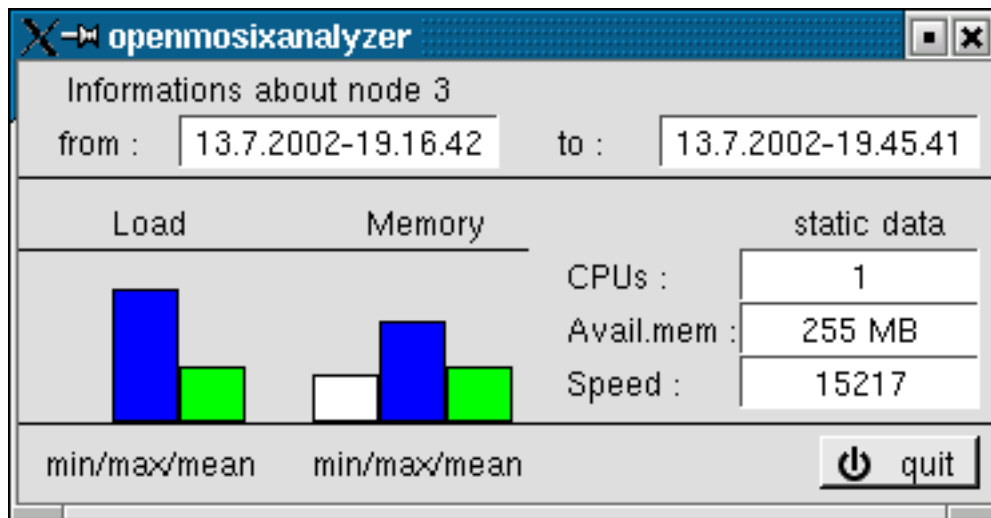 openmosixanalyzer
Informations about node 3
from : 13.7.2002-19.16.42 to : 13.7.2002-19.45.41
Load Memory static data
CPUs : 1
Avail.mem : 255 MB
Speed : 15217
min/max/mean min/max/mean quit